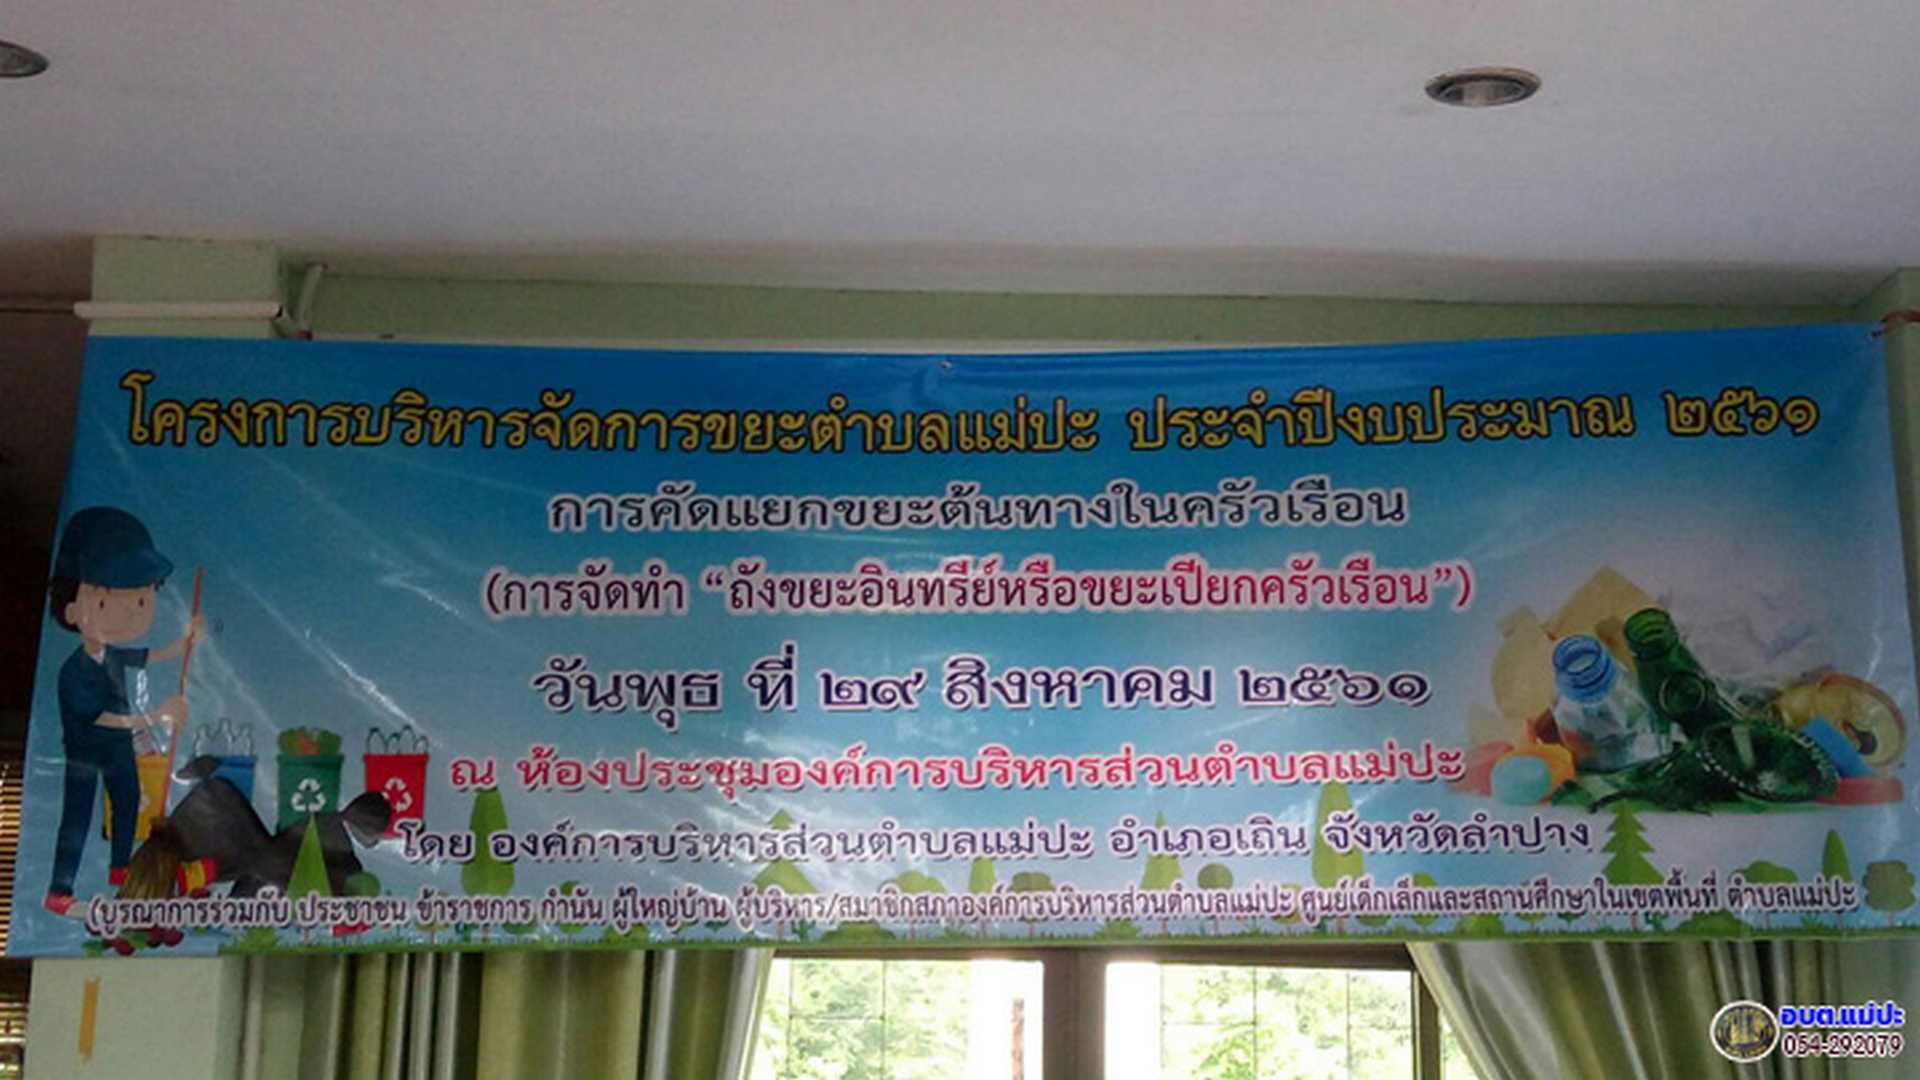 โครงการบริหารจัดการขยะตำบลแม่ปะ ประจำปีงบประมาณ ๒๕๖๑
การคัดแยกขยะต้นทางในครัวเรือน
(การจัดทำ “ถังขยะอินทรีย์หรือขยะเปียกครัวเรือน”)
วันพุธ ที่ ๒๙ สิงหาคม ๒๕๖๑
ณ ห้องประชุมองค์การบริหารส่วนตำบลแม่ปะ
โดย องค์การบริหารส่วนตำบลแม่ปะ อำเภอเถิน จังหวัดลำปาง
(บูรณาการร่วมกับ ประชาชน ข้าราชการ กำนัน ผู้ใหญ่บ้าน ผู้บริหาร/สมาชิกสภาองค์การบริหารส่วนตำบลแม่ปะ ศูนย์เด็กเล็กและสถานศึกษาในเขตพื้นที่ ตำบลแม่ปะ
อบต.แม่ปะ
054-292079